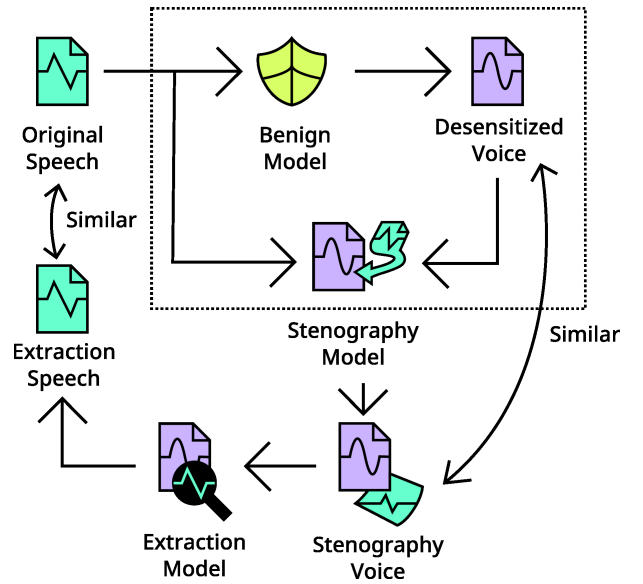 Original
Speech
Benign
Model
Desensitized
Voice
Similar
Stenography
Model
Similar
Extraction
Speech
Extraction
Model
Stenography
Voice